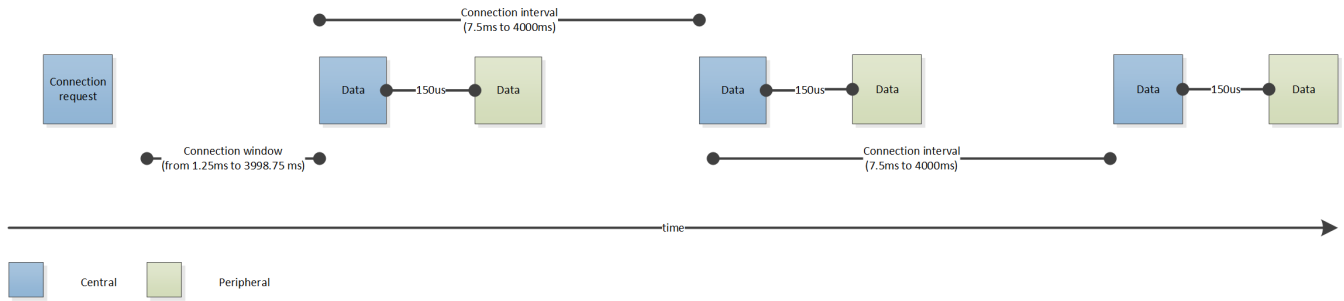 Connection interval
(7.5ms to 4000ms)
Connection
request
Data
150us
Data
Data
150us
Data
Data
150us
Data
Connection window
(from 1.25ms to 3998.75 ms)
Connection interval
(7.5ms to 4000ms)
time
Central
Peripheral